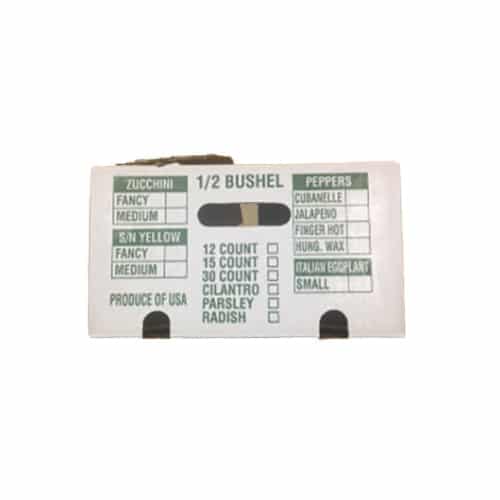 1/2 BUSHEL
ZUCCHINI
FANCY
MEDIUM
S/N YELLOW
FANCY
MEDIUM
PRODUCE OF USA
12 COUNT
15 COUNT
30 COUNT
CILANTRO
PARSLEY
RADISH
PEPPERS
CUBANELLE
JALAPENO
FINGER HOT
HUNG. WAX
ITALIAN EGGPLANT
SMALL